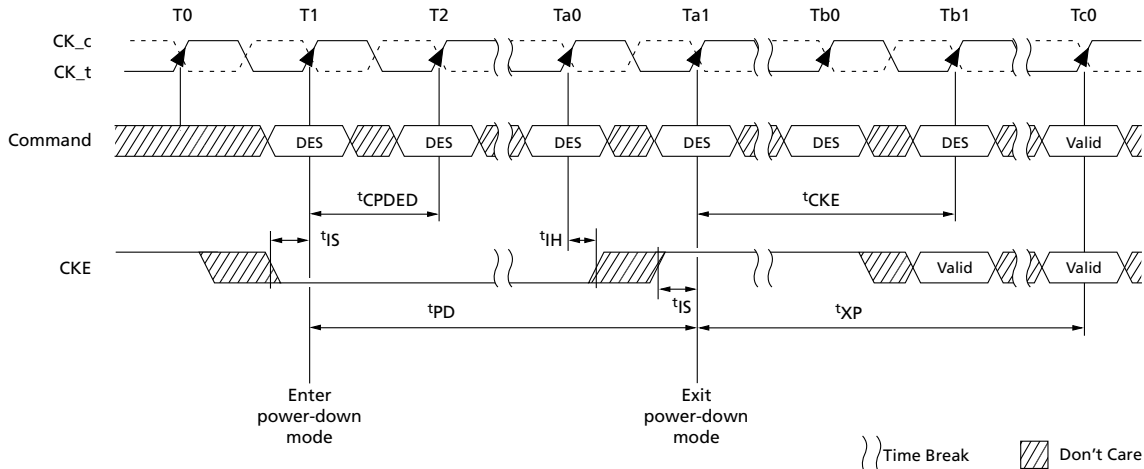 T0 T1 T2 Ta0 Ta1 Tb0 Tb1 Tc0
CK_c
CK_t
Command DES DES DES DES DES DES Valid
tCPDED tCKE
tIS tIH
CKE Valid Valid
tIS
tPD tXP
Enter power-down mode
Exit power-down mode
Time Break Don't Care